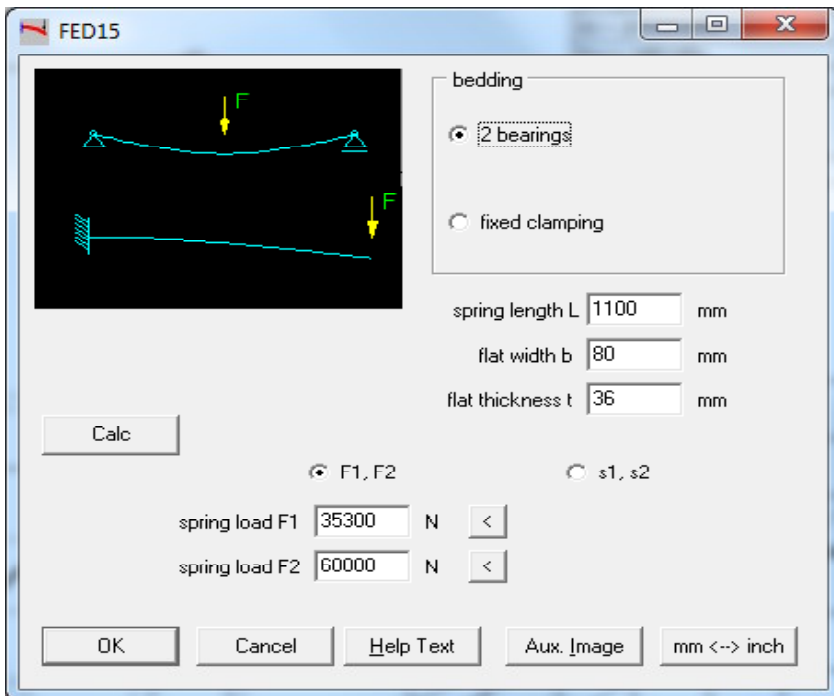 FED15
F
F
bedding
2 bearings
fixed clamping
spring length L 1100 mm
flat width b 80 mm
flat thickness t 36 mm
Calc
F1, F2 s1, s2
spring load F1 35300 N <
spring load F2 60000 N <
OK Cancel Help Text Aux. Image mm <--> inch